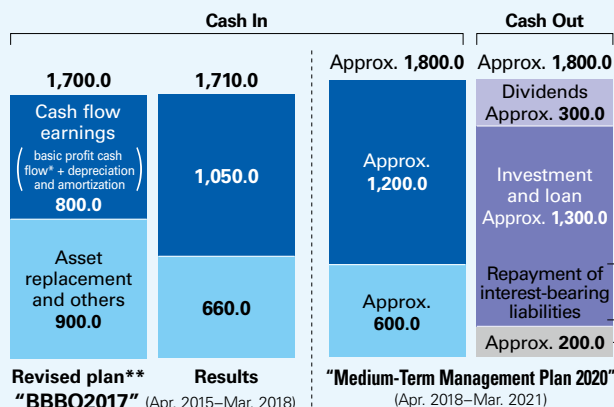 Cash In
Cash Out
1,700.0
1,710.0
Approx. 1,800.0
Approx. 1,800.0
Cash flow
earnings
(basic profit cash
flow* + depreciation
and amortization)
800.0
Asset
replacement
and others
900.0
1,050.0
660.0
Approx.
1,200.0
Approx.
600.0
Dividends
Approx. 300.0
Investment
and loan
Approx. 1,300.0
Repayment of
interest-bearing
liabilities
Approx. 200.0
Revised plan**
Results
"BBBO2017" (Apr. 2015–Mar. 2018)
"Medium-Term Management Plan 2020"
(Apr. 2018–Mar. 2021)